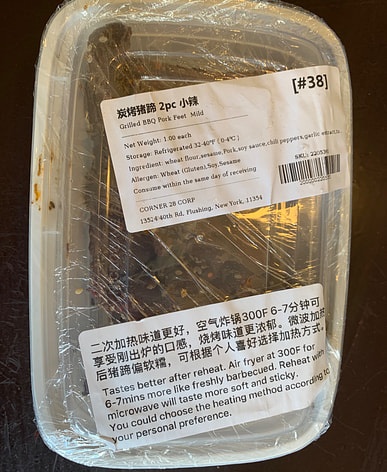 [#38]
炭烤猪蹄 2pc 小辣
Grilled BBQ Pork Feet Mild
Net Weight: 1.00 each
Storage: Refrigerated 32-40°F ( 0-4°C )
Ingredient: wheat flour,sesame,Pork,soy sauce,chili peppers,garlic extract,
Allergen: Wheat (Gluten),Soy,Sesame
Consume within the same day of receiving
SKU: 220536
CORNER 28 CORP
40th Rd, Flushing, New York, 11354
二次加热味道更好，空气炸锅300F 6-7分钟可
享受刚出炉的口感，烧烤味道更浓郁。微波加热
后猪蹄偏软糯，可根据个人喜好选择加热方式。
Tastes better after reheat. Air fryer at 300F for
6-7mins more like freshly barbecued. Reheat with
microwave will taste more soft and sticky.
You could choose the heating method according to
your personal preference.